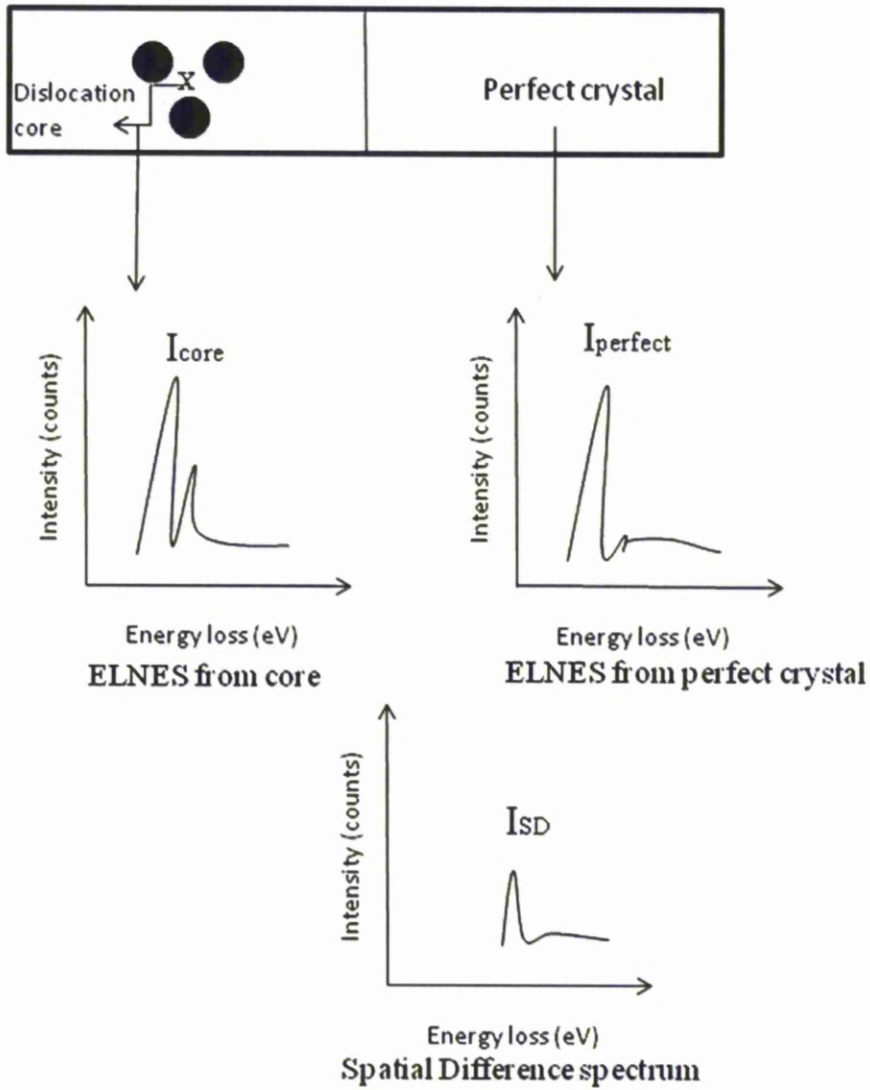 Dislocation
core
X
Perfect crystal
Icore
Intensity (counts)
Energy loss (eV)
ELNES from core
Iperfect
Intensity (counts)
Energy loss (eV)
ELNES from perfect crystal
ISD
Intensity (counts)
Energy loss (eV)
Spatial Difference spectrum